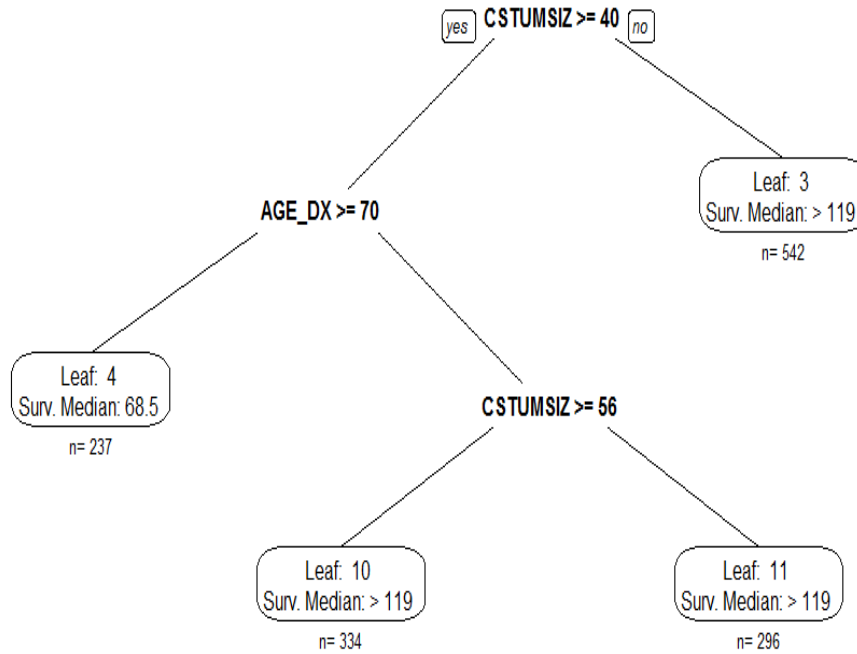 yes CSTUMSIZ >= 40 no
Leaf: 3
Surv. Median: > 119
n= 542
AGE_DX >= 70
Leaf: 4
Surv. Median: 68.5
n= 237
CSTUMSIZ >= 56
Leaf: 10
Surv. Median: > 119
n= 334
Leaf: 11
Surv. Median: > 119
n= 296